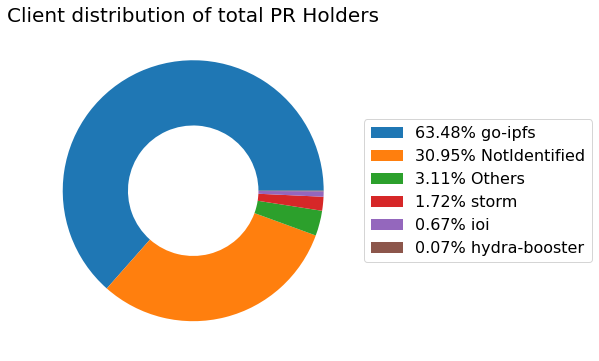 Client distribution of total PR Holders
63.48% go-ipfs
30.95% NotIdentified
3.11% Others
1.72% storm
0.67% ioi
0.07% hydra-booster